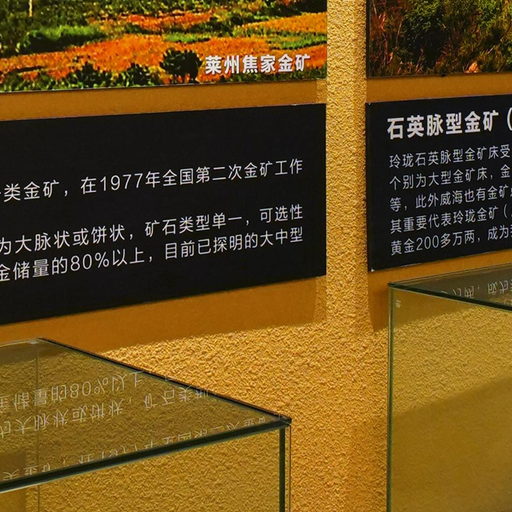 莱州焦家金矿
类金矿，在1977年全国第二次金矿工作
为大脉状或饼状，矿石类型单一，可选性
金储量的80%以上，目前已探明的大中型
石英脉型金矿（
玲珑石英脉型金矿床受
个别为大型金矿床，金
等，此外威海也有金矿
其重要代表玲珑金矿（
黄金200多万两，成为